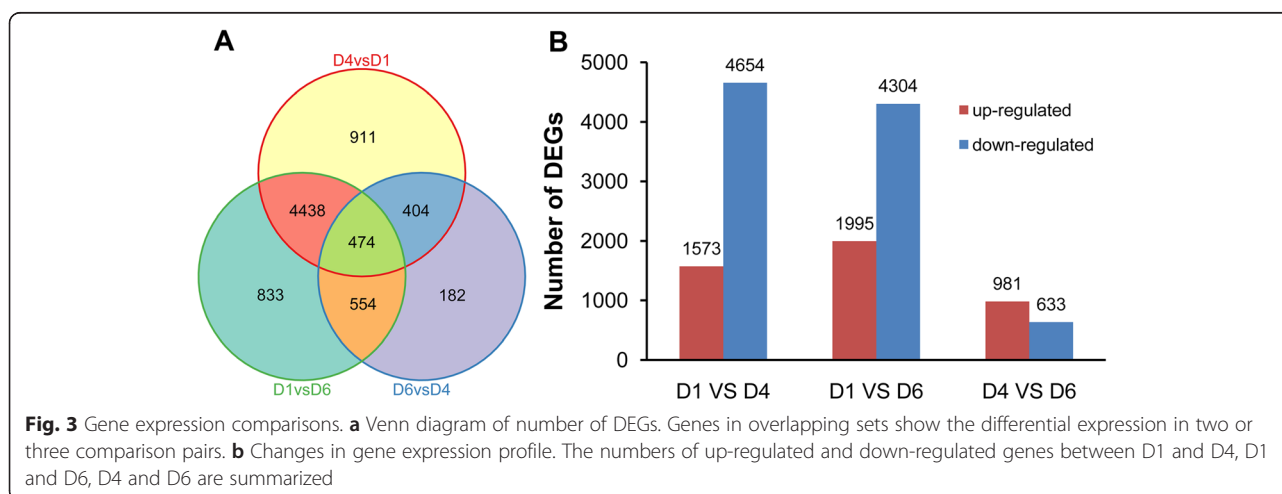 A
D4vsD1
911
4438
404
474
833
554
182
D1vsD6
D6vsD4
B
Number of DEGs
5000
4000
3000
2000
1000
0
4654
4304
1573
1995
981
633
up-regulated
down-regulated
D1 VS D4
D1 VS D6
D4 VS D6
Fig. 3 Gene expression comparisons. a Venn diagram of number of DEGs. Genes in overlapping sets show the differential expression in two or
three comparison pairs. b Changes in gene expression profile. The numbers of up-regulated and down-regulated genes between D1 and D4, D1
and D6, D4 and D6 are summarized